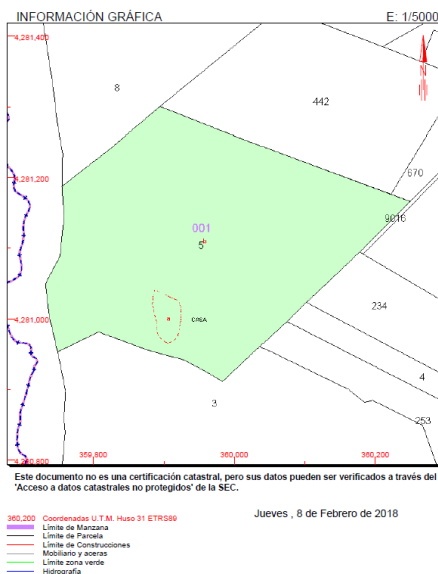 INFORMACIÓN GRÁFICA E: 1/5000
4,281,400
N
8
442
670
4,281,200
9016
001
5 b
234
a
CREA
4,281,000
4
3
253
4,280,800
359,800 360,000 360,200
Este documento no es una certificación catastral, pero sus datos pueden ser verificados a través del
'Acceso a datos catastrales no protegidos' de la SEC.
Jueves , 8 de Febrero de 2018
360,200 Coordenadas U.T.M. Huso 31 ETRS89
Límite de Manzana
Límite de Parcela
Límite de Construcciones
Mobiliario y aceras
Límite zona verde
Hidrografía